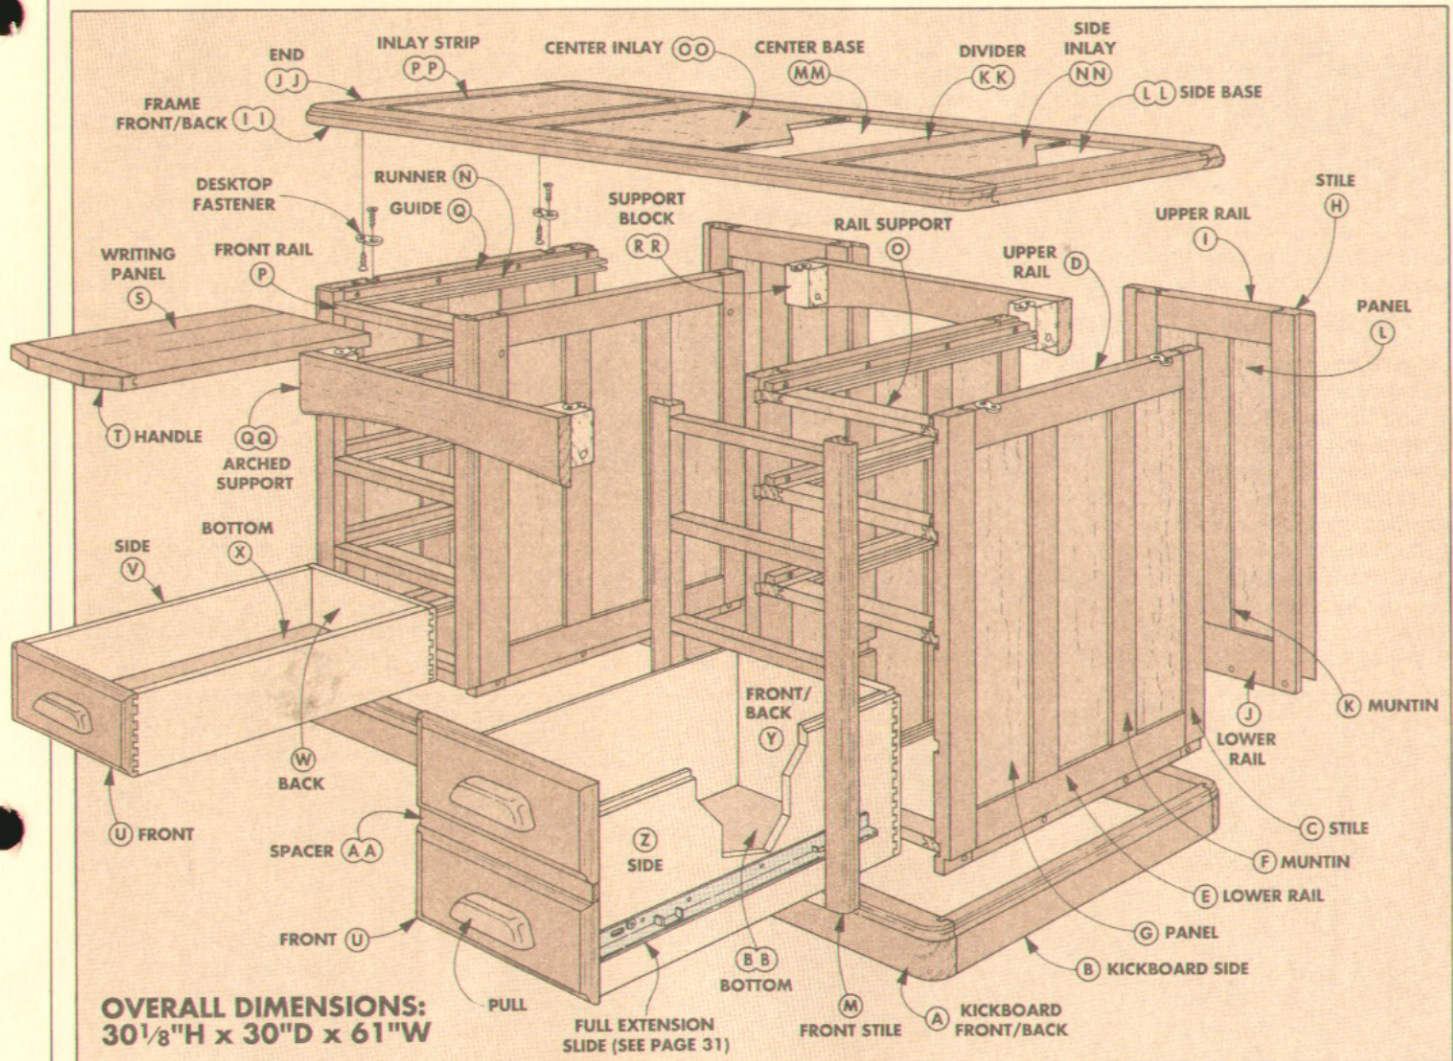 END
JJ
INLAY STRIP
PP
CENTER INLAY OO
CENTER BASE
MM
DIVIDER
KK
SIDE
INLAY
NN
LL SIDE BASE
FRAME
FRONT/BACK II
DESKTOP
FASTENER
RUNNER N
GUIDE Q
SUPPORT
BLOCK
RR
RAIL SUPPORT
O
UPPER
RAIL D
UPPER RAIL
I
STILE
H
PANEL
L
WRITING
PANEL
S
FRONT RAIL
P
T HANDLE
QQ
ARCHED
SUPPORT
BOTTOM
X
SIDE
V
FRONT/
BACK
Y
W
BACK
U FRONT
SPACER AA
Z
SIDE
K MUNTIN
J
LOWER
RAIL
C STILE
F MUNTIN
E LOWER RAIL
G PANEL
B KICKBOARD SIDE
FRONT U
PULL
BB
BOTTOM
M
FRONT STILE
A KICKBOARD
FRONT/BACK
FULL EXTENSION
SLIDE (SEE PAGE 31)
OVERALL DIMENSIONS:
30 1/8"H x 30"D x 61"W